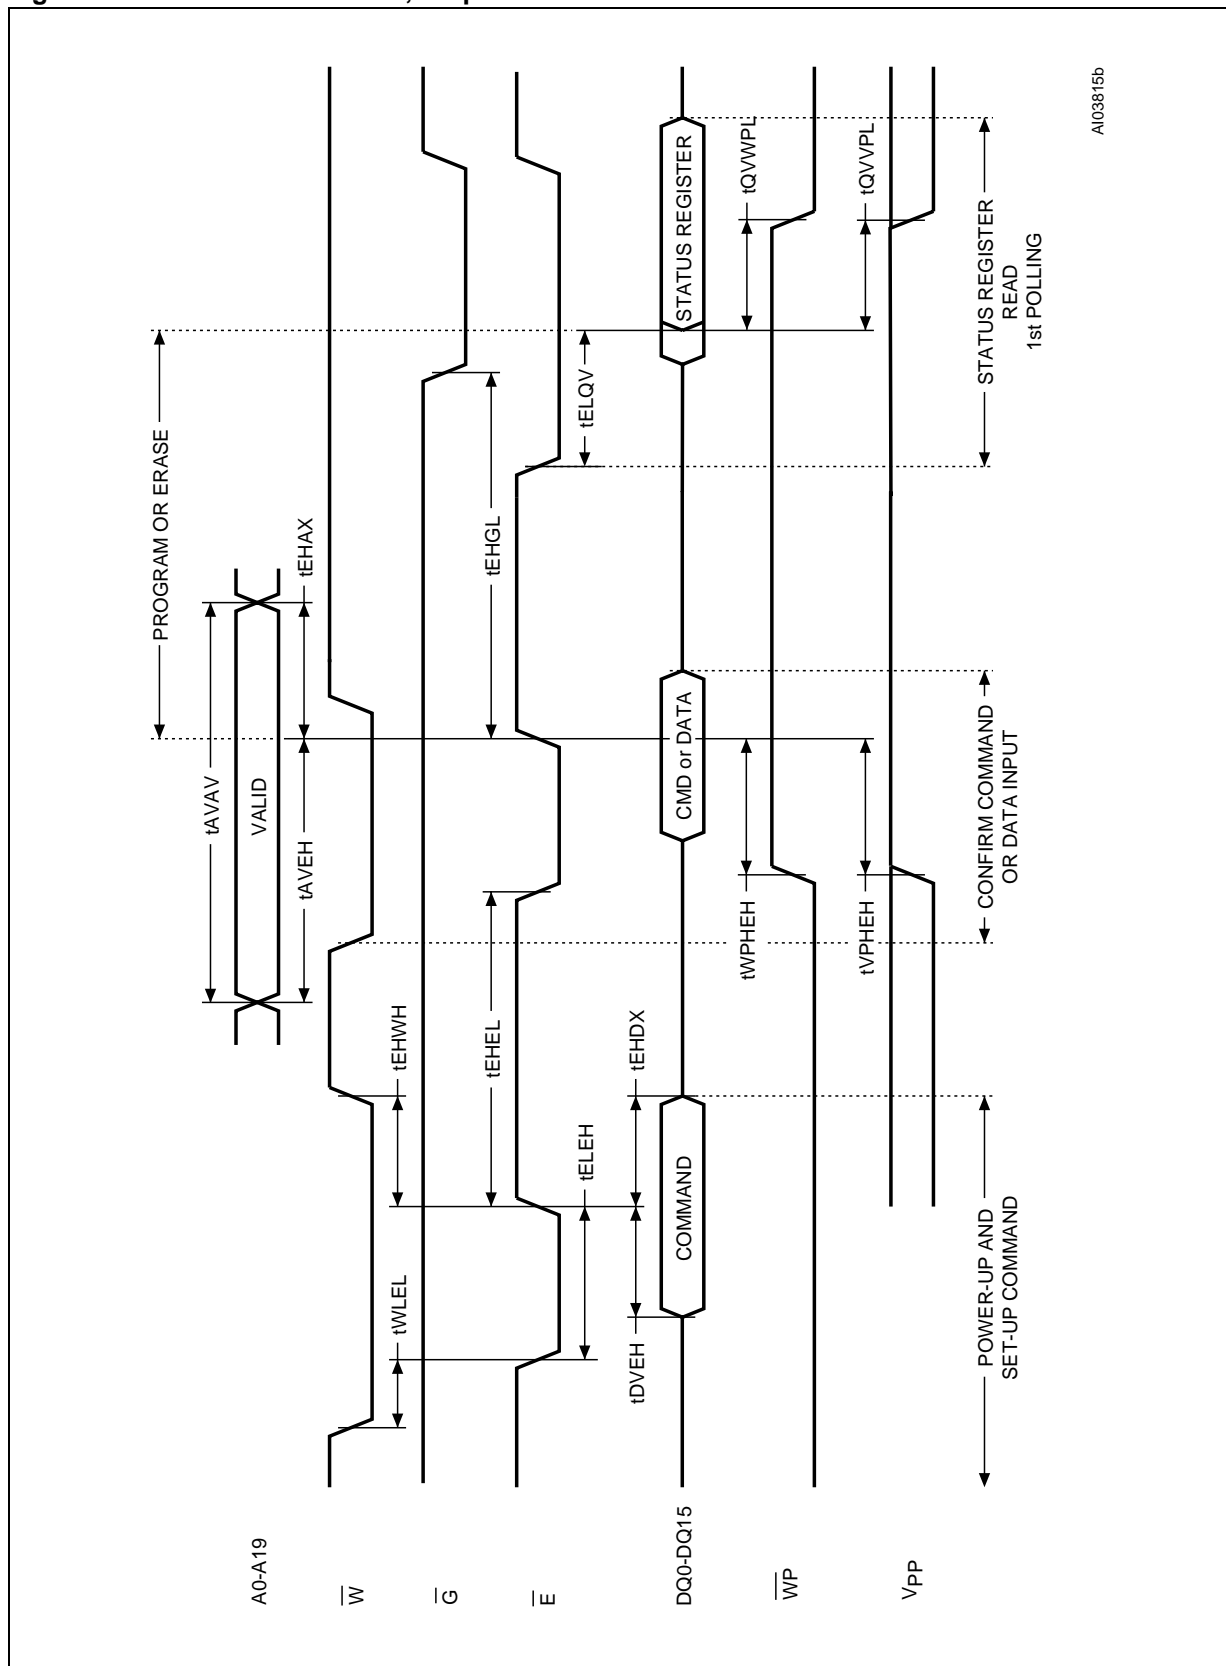 A0-A19
tAVAV
VALID
tAVEH
tEHAX
PROGRAM OR ERASE
W
tWLEL
tEHWH
G
tEHEL
tEHGL
E
tELEH
tELQV
tDVEH
tEHDX
DQ0-DQ15
COMMAND
CMD or DATA
STATUS REGISTER
WP
tWPHEH
tQVWPL
VPP
tVPHEH
tQVVPL
POWER-UP AND
SET-UP COMMAND
CONFIRM COMMAND
OR DATA INPUT
STATUS REGISTER
READ
1st POLLING
AI03815b